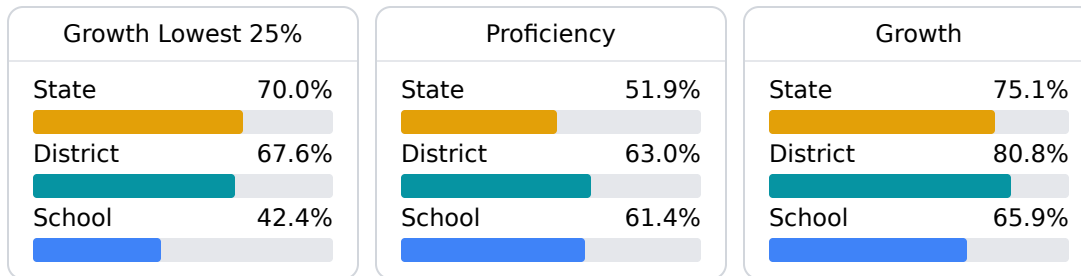 Growth Lowest 25%
State 70.0%
District 67.6%
School 42.4%
Proficiency
State 51.9%
District 63.0%
School 61.4%
Growth
State 75.1%
District 80.8%
School 65.9%